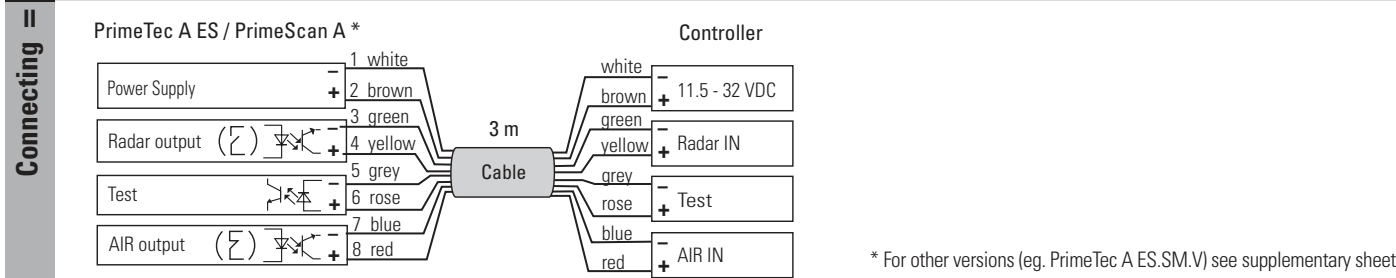 Connecting =
PrimeTec A ES / PrimeScan A *
Power Supply
– 1 white
+ 2 brown
Radar output
– 3 green
+ 4 yellow
Test
– 5 grey
+ 6 rose
AIR output
– 7 blue
+ 8 red
3 m
Cable
Controller
white –
brown + 11.5 - 32 VDC
green –
yellow + Radar IN
grey –
rose + Test
blue –
red + AIR IN
* For other versions (eg. PrimeTec A ES.SM.V) see supplementary sheet